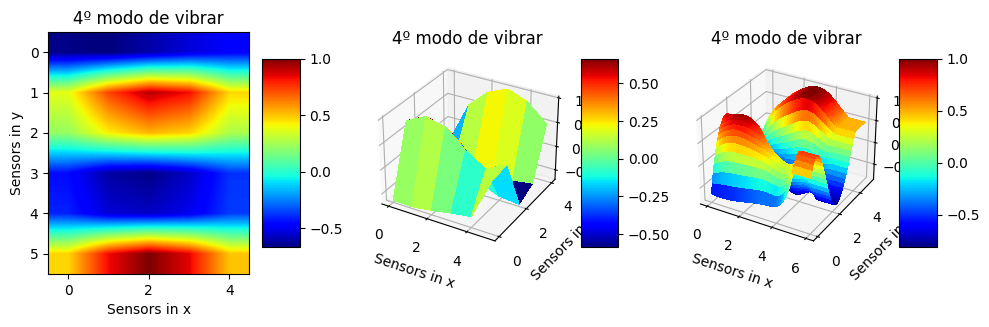 4º modo de vibrar
0
1
2
3
4
5
Sensors in y
0 2 4
Sensors in x
1.0
0.5
0.0
−0.5
4º modo de vibrar
0 2 4
Sensors in x
0 2 4
0.50
0.25
0.00
−0.25
−0.50
4º modo de vibrar
0 2 4 6
Sensors in x
0 2 4
1.0
0.5
0.0
−0.5